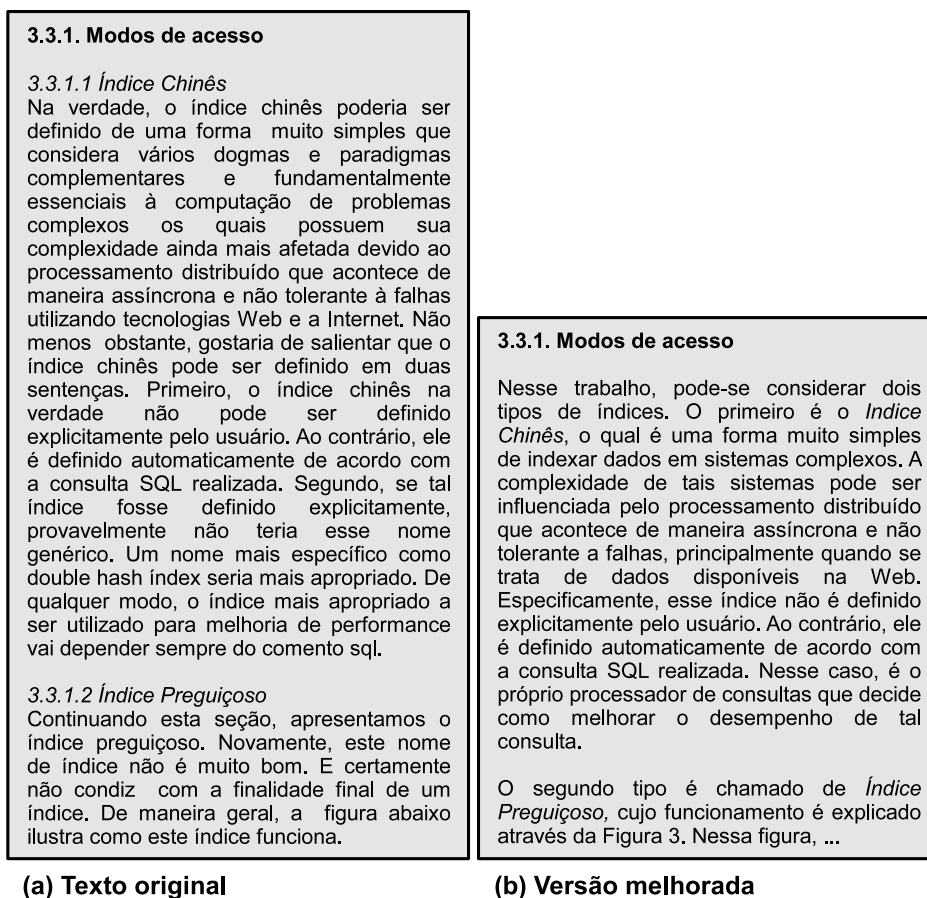 3.3.1. Modos de acesso
3.3.1.1 Índice Chinês
Na verdade, o índice chinês poderia ser
definido de uma forma muito simples que
considera vários dogmas e paradigmas
complementares e fundamentalmente
essenciais à computação de problemas
complexos os quais possuem sua
complexidade ainda mais afetada devido ao
processamento distribuído que acontece de
maneira assíncrona e não tolerante à falhas
utilizando tecnologias Web e a Internet. Não
menos obstante, gostaria de salientar que o
índice chinês pode ser definido em duas
sentenças. Primeiro, o índice chinês na
verdade não pode ser definido
explicitamente pelo usuário. Ao contrário, ele
é definido automaticamente de acordo com
a consulta SQL realizada. Segundo, se tal
índice fosse definido explicitamente,
provavelmente não teria esse nome
genérico. Um nome mais específico como
double hash índex seria mais apropriado. De
qualquer modo, o índice mais apropriado a
ser utilizado para melhoria de performance
vai depender sempre do comento sql.
3.3.1.2 Índice Preguiçoso
Continuando esta seção, apresentamos o
índice preguiçoso. Novamente, este nome
de índice não é muito bom. E certamente
não condiz com a finalidade final de um
índice. De maneira geral, a figura abaixo
ilustra como este índice funciona.
(a) Texto original
3.3.1. Modos de acesso
Nesse trabalho, pode-se considerar dois
tipos de índices. O primeiro é o Indice
Chinês, o qual é uma forma muito simples
de indexar dados em sistemas complexos. A
complexidade de tais sistemas pode ser
influenciada pelo processamento distribuído
que acontece de maneira assíncrona e não
tolerante a falhas, principalmente quando se
trata de dados disponíveis na Web.
Especificamente, esse índice não é definido
explicitamente pelo usuário. Ao contrário, ele
é definido automaticamente de acordo com
a consulta SQL realizada. Nesse caso, é o
próprio processador de consultas que decide
como melhorar o desempenho de tal
consulta.
O segundo tipo é chamado de Índice
Preguiçoso, cujo funcionamento é explicado
através da Figura 3. Nessa figura, ...
(b) Versão melhorada